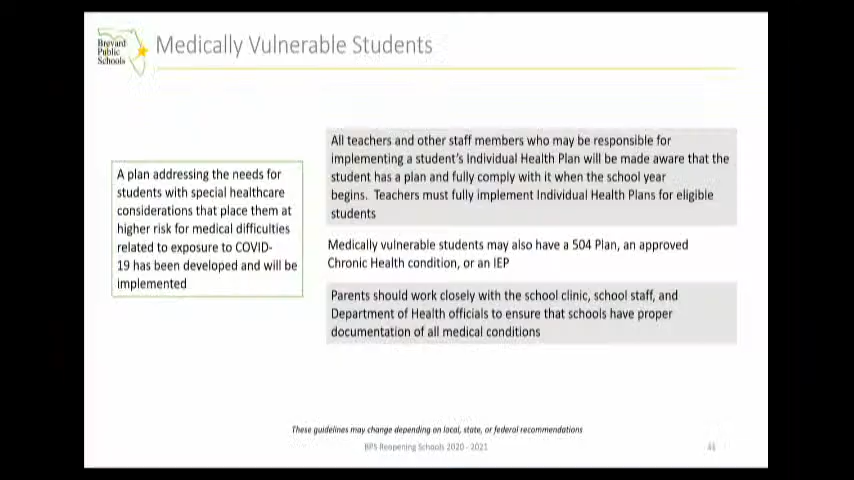 Brevard
Public
Schools
Medically Vulnerable Students
A plan addressing the needs for
students with special healthcare
considerations that place them at
higher risk for medical difficulties
related to exposure to COVID-
19 has been developed and will be
implemented
All teachers and other staff members who may be responsible for
implementing a student's Individual Health Plan will be made aware that the
student has a plan and fully comply with it when the school year
begins. Teachers must fully implement Individual Health Plans for eligible
students
Medically vulnerable students may also have a 504 Plan, an approved
Chronic Health condition, or an IEP
Parents should work closely with the school clinic, school staff, and
Department of Health officials to ensure that schools have proper
documentation of all medical conditions
These guidelines may change depending on local, state, or federal recommendations
BPS Reopening Schools 2020 - 2021